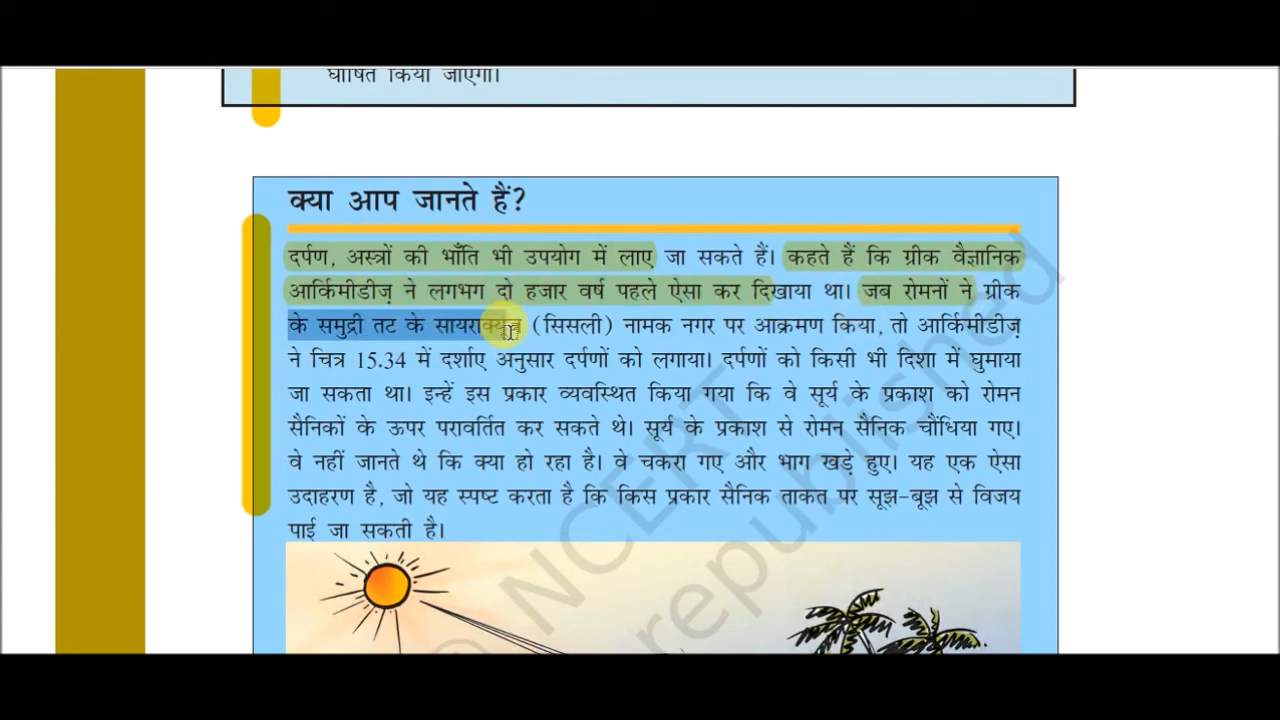 घोषित किया जाएगा।
क्या आप जानते हैं?
दर्पण, अस्त्रों की भाँति भी उपयोग में लाए जा सकते हैं। कहते हैं कि ग्रीक वैज्ञानिक
आर्किमीडीज़ ने लगभग दो हजार वर्ष पहले ऐसा कर दिखाया था। जब रोमनों ने ग्रीक
के समुद्री तट के सायराक्यूज (सिसली) नामक नगर पर आक्रमण किया, तो आर्किमीडीज़
ने चित्र 15.34 में दर्शाए अनुसार दर्पणों को लगाया। दर्पणों को किसी भी दिशा में घुमाया
जा सकता था। इन्हें इस प्रकार व्यवस्थित किया गया कि वे सूर्य के प्रकाश को रोमन
सैनिकों के ऊपर परावर्तित कर सकते थे। सूर्य के प्रकाश से रोमन सैनिक चौंधिया गए।
वे नहीं जानते थे कि क्या हो रहा है। वे चकरा गए और भाग खड़े हुए। यह एक ऐसा
उदाहरण है, जो यह स्पष्ट करता है कि किस प्रकार सैनिक ताकत पर सूझ-बूझ से विजय
पाई जा सकती है।
© NCERT
republished